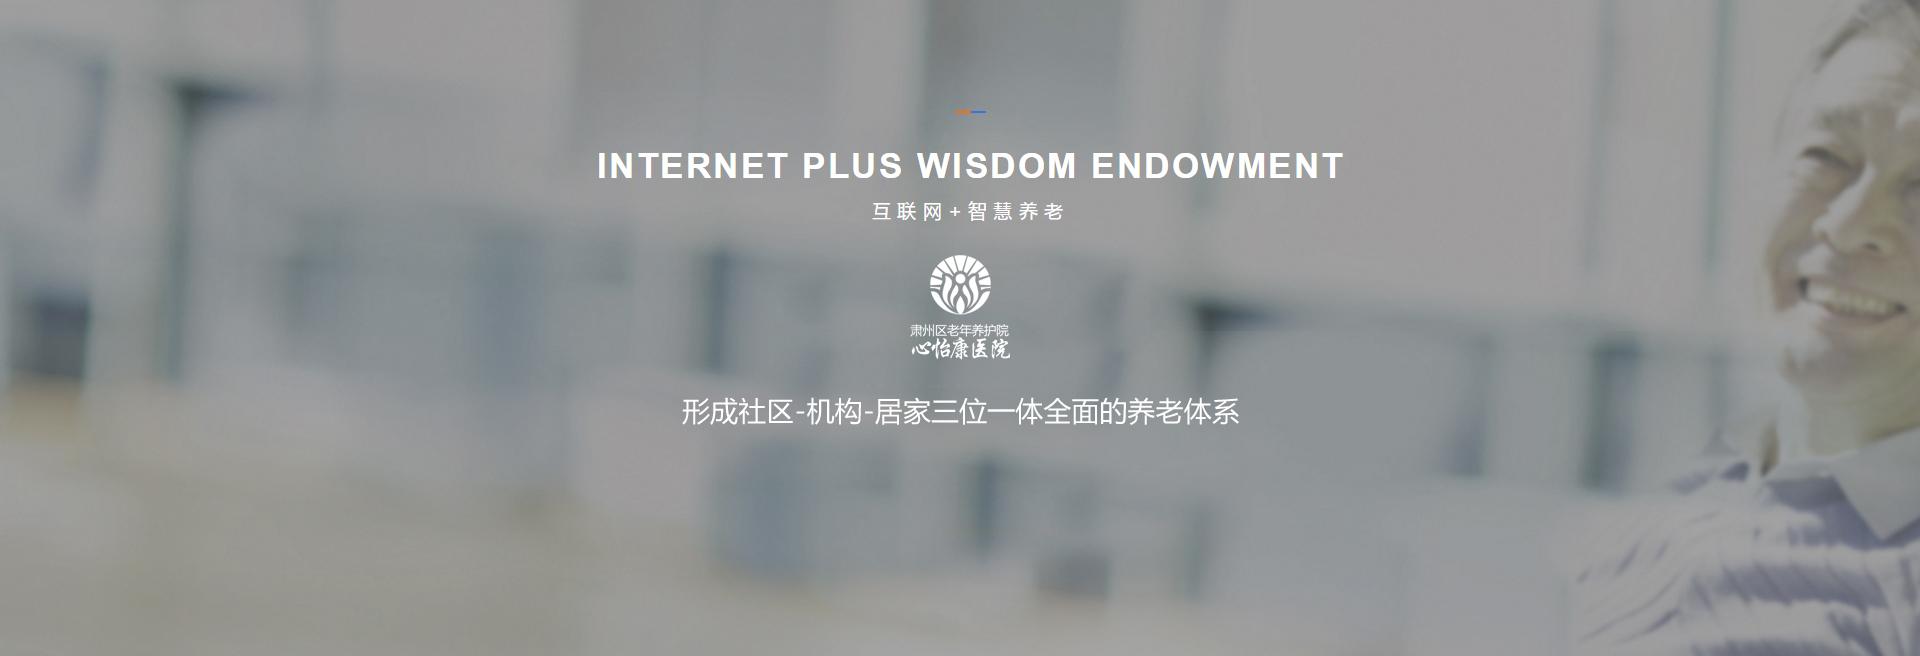 INTERNET PLUS WISDOM ENDOWMENT
互联网+智慧养老
肃州区老年养护院
心怡康医院
形成社区-机构-居家三位一体全面的养老体系